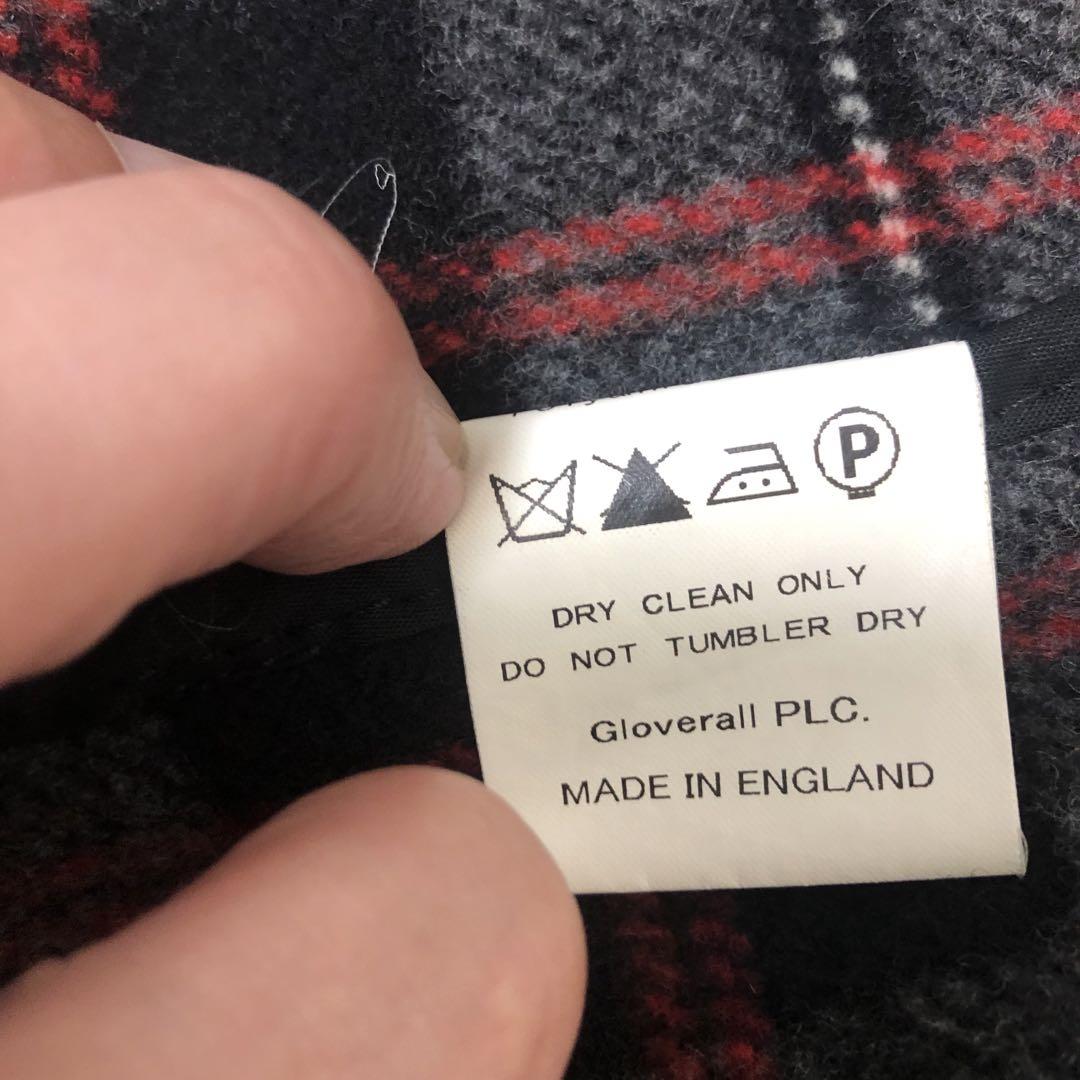 P
DRY CLEAN ONLY
DO NOT TUMBLER DRY
Gloverall PLC.
MADE IN ENGLAND